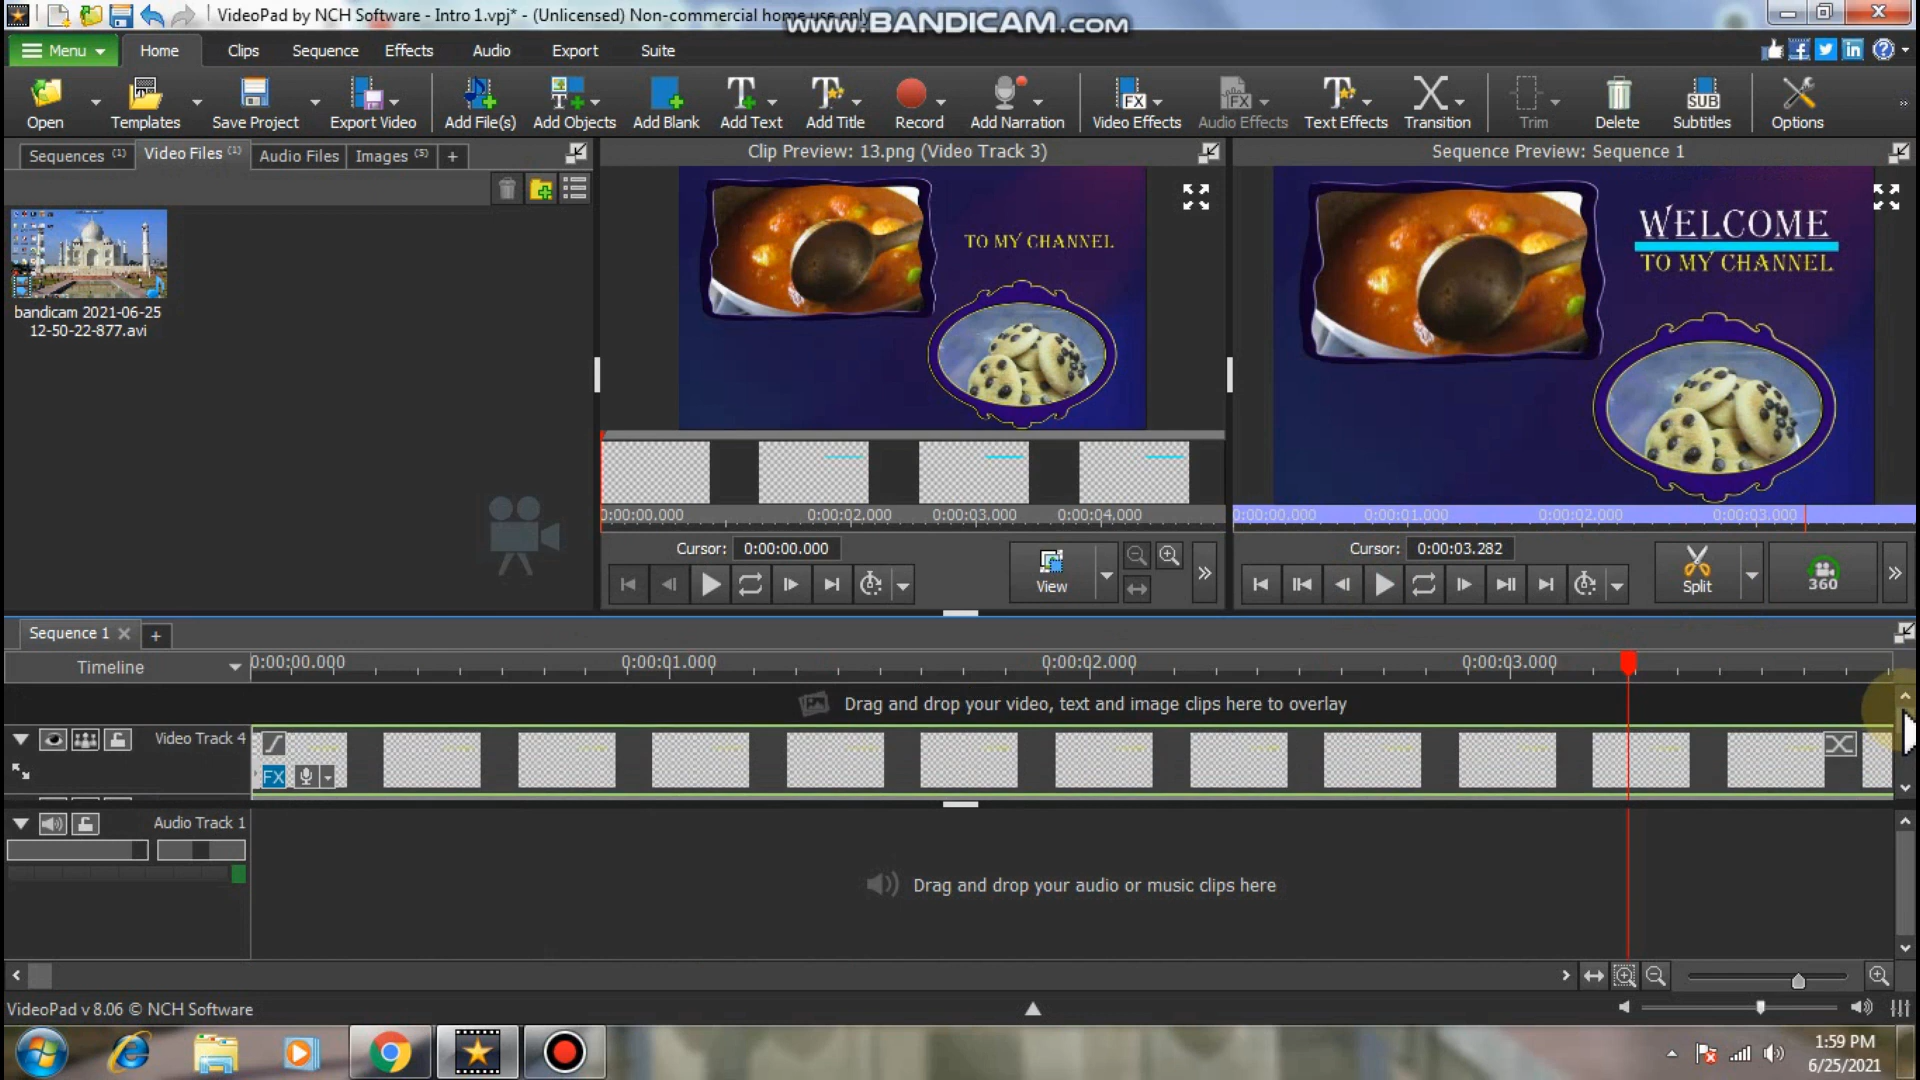 VideoPad by NCH Software - Intro 1.vpj* - (Unlicensed) Non-commercial home use only
www.BANDICAM.com
Menu Home Clips Sequence Effects Audio Export Suite
Open Templates Save Project Export Video Add File(s) Add Objects Add Blank Add Text Add Title Record Add Narration Video Effects Audio Effects Text Effects Transition Trim Delete Subtitles Options
FX FX SUB
Sequences (1) Video Files (1) Audio Files Images (5) +
Clip Preview: 13.png (Video Track 3)
Sequence Preview: Sequence 1
bandicam 2021-06-25
12-50-22-877.avi
TO MY CHANNEL
WELCOME
TO MY CHANNEL
0:00:00.000 0:00:02.000 0:00:03.000 0:00:04.000
0:00:00.000 0:00:01.000 0:00:02.000 0:00:03.000
Cursor: 0:00:00.000
View
Cursor: 0:00:03.282
Split
360
Sequence 1
Timeline
0:00:00.000 0:00:01.000 0:00:02.000 0:00:03.000
Drag and drop your video, text and image clips here to overlay
Video Track 4
FX
Audio Track 1
Drag and drop your audio or music clips here
VideoPad v 8.06 © NCH Software
1:59 PM
6/25/2021